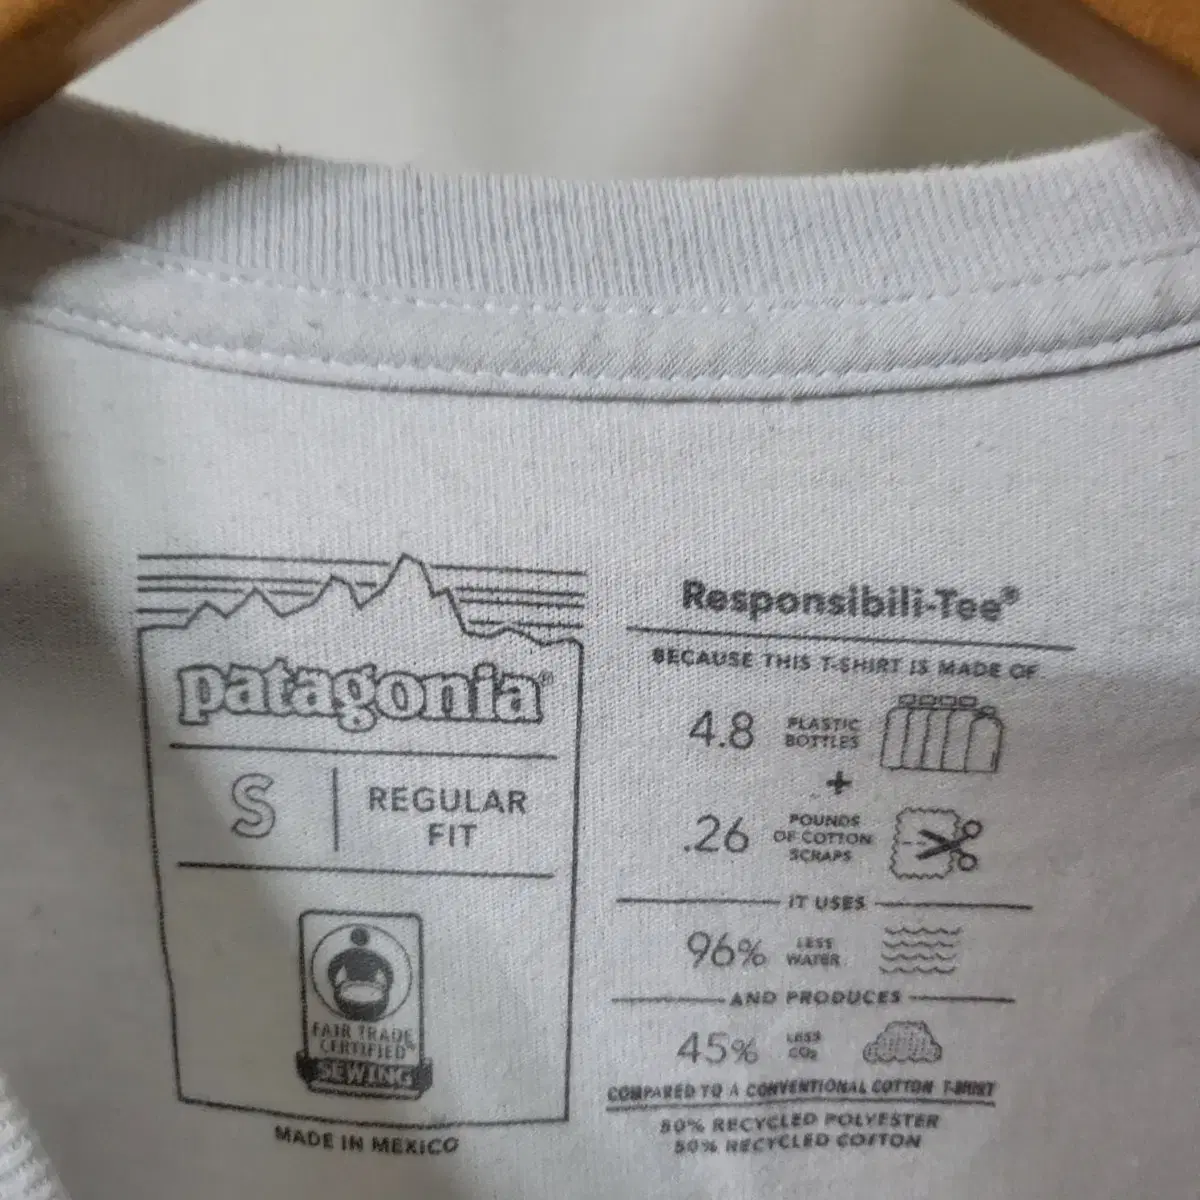 patagonia®
S
REGULAR
FIT
FAIR TRADE
CERTIFIED
SEWING
MADE IN MEXICO
Responsibili-Tee®
BECAUSE THIS T-SHIRT IS MADE OF
4.8 PLASTIC
BOTTLES
+
.26 POUNDS
OF COTTON
SCRAPS
IT USES
96% LESS
WATER
AND PRODUCES
45% LESS
CO₂
COMPARED TO A CONVENTIONAL COTTON T-SHIRT
50% RECYCLED POLYESTER
50% RECYCLED COTTON